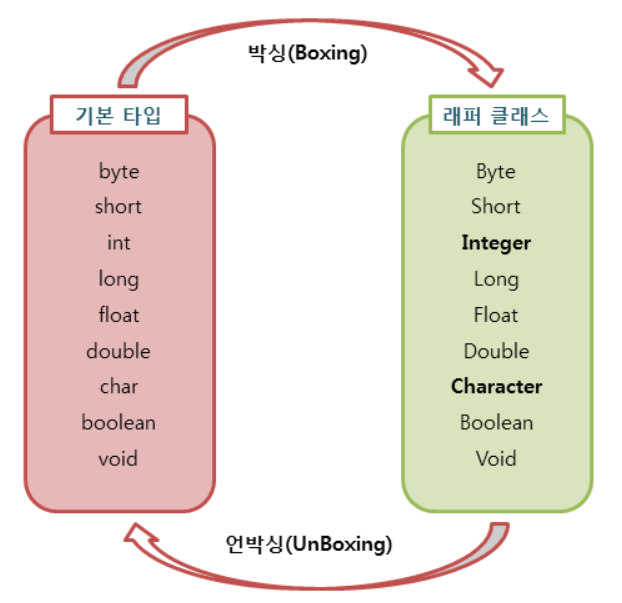 박싱(Boxing)
기본 타입
byte
short
int
long
float
double
char
boolean
void
래퍼 클래스
Byte
Short
Integer
Long
Float
Double
Character
Boolean
Void
언박싱(UnBoxing)